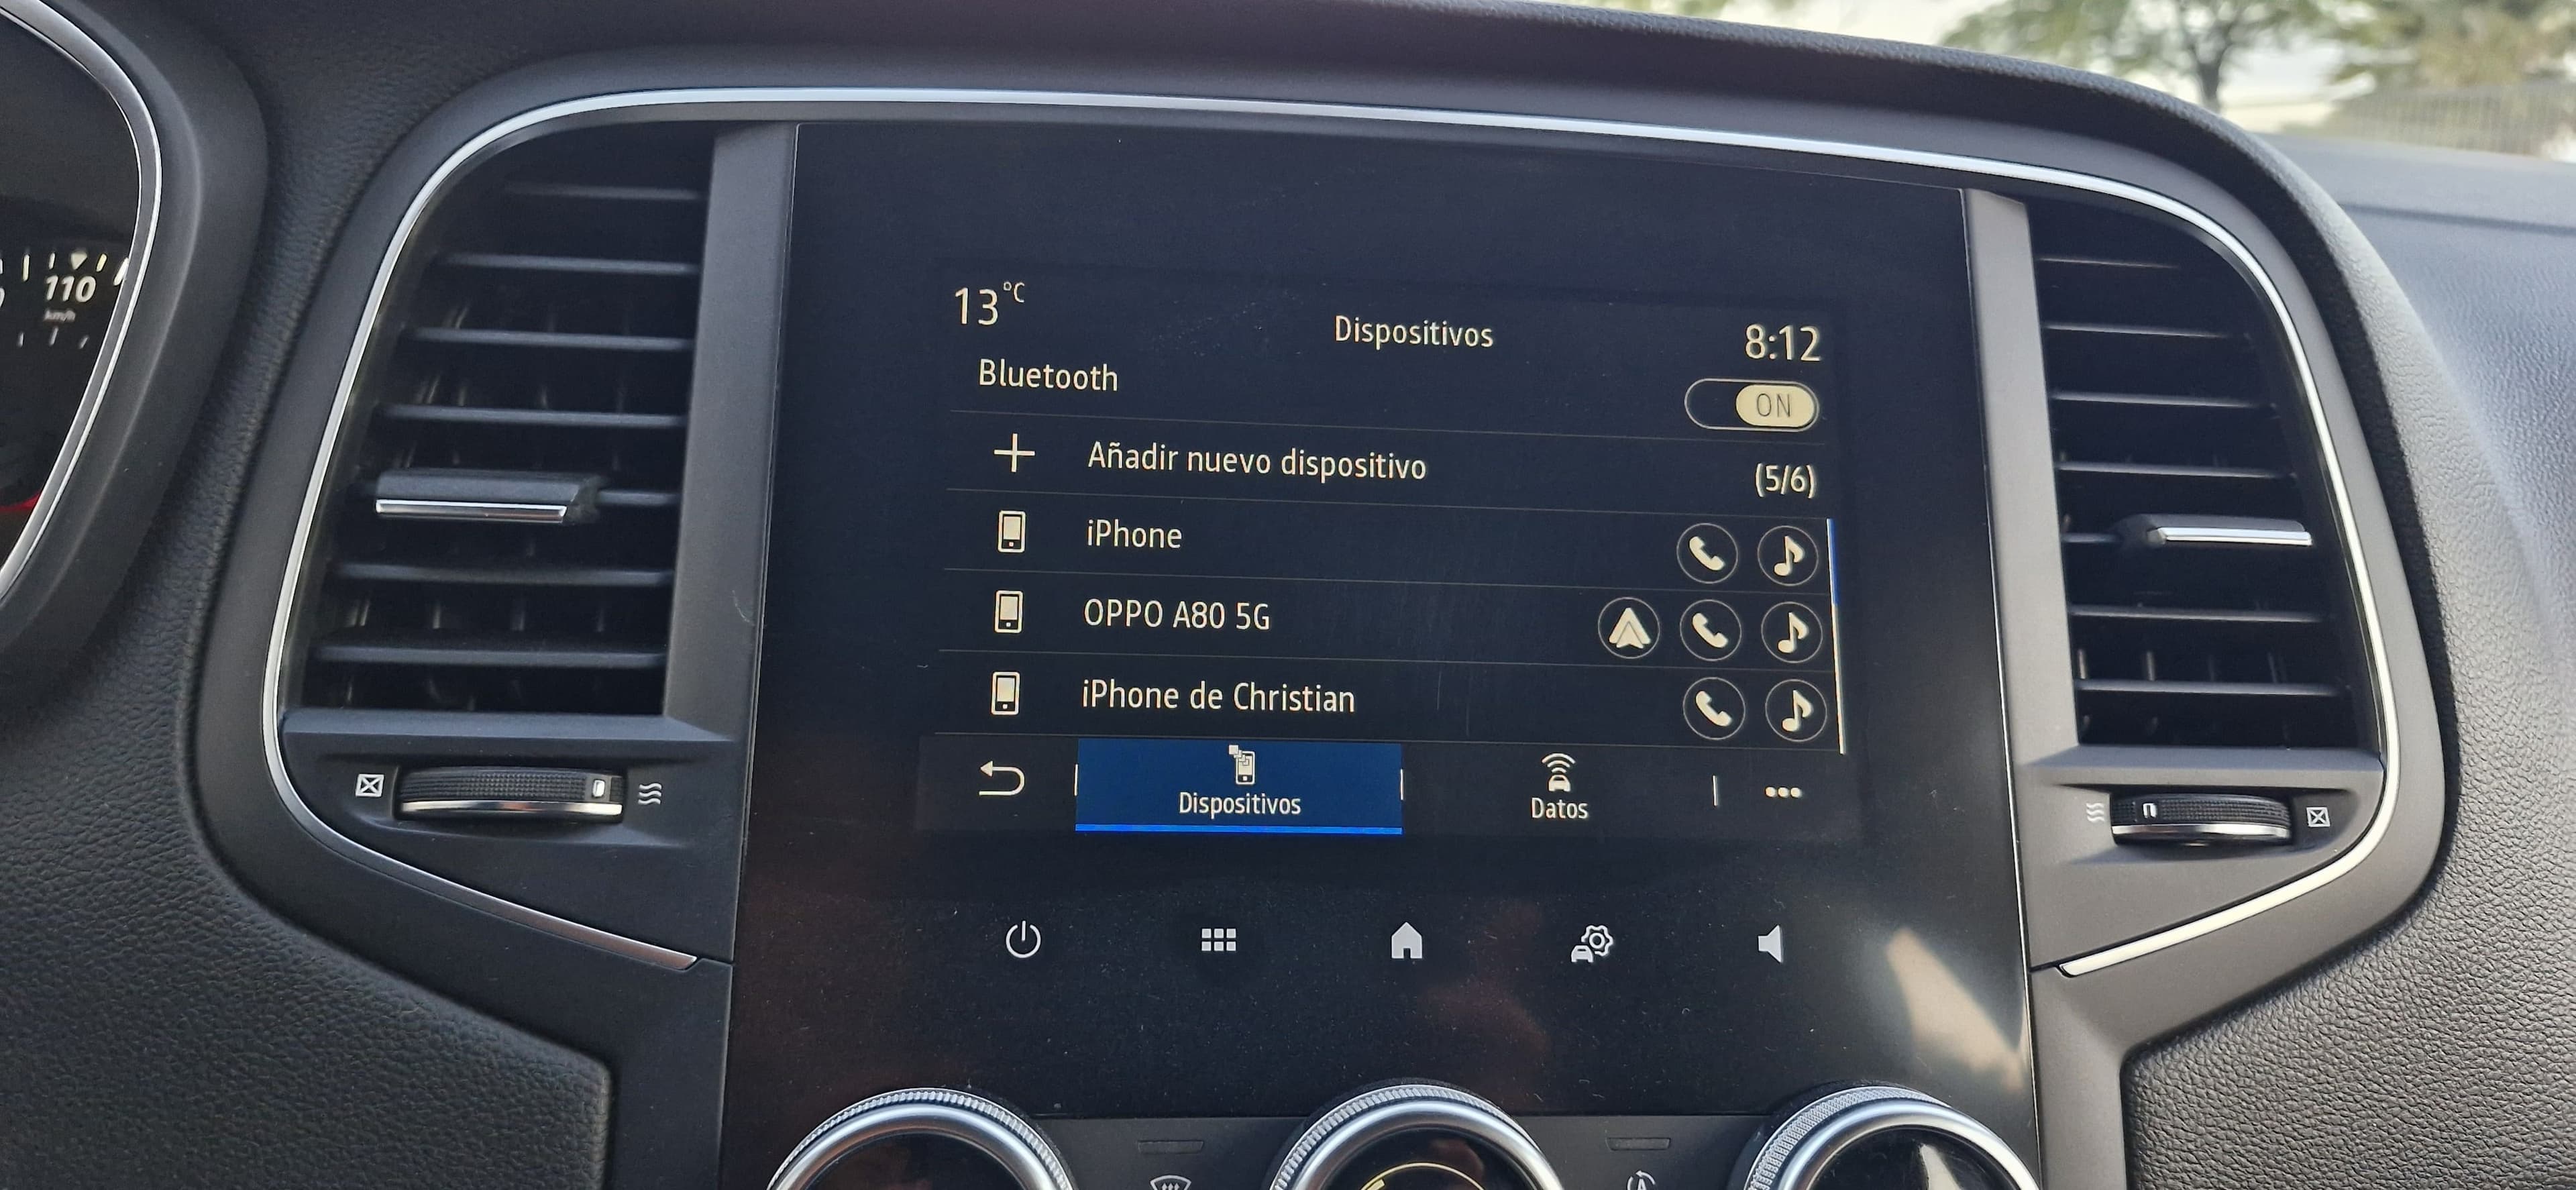 110
km/h
13°C
Dispositivos
8:12
Bluetooth
ON
Añadir nuevo dispositivo
(5/6)
iPhone
OPPO A80 5G
iPhone de Christian
Dispositivos
Datos